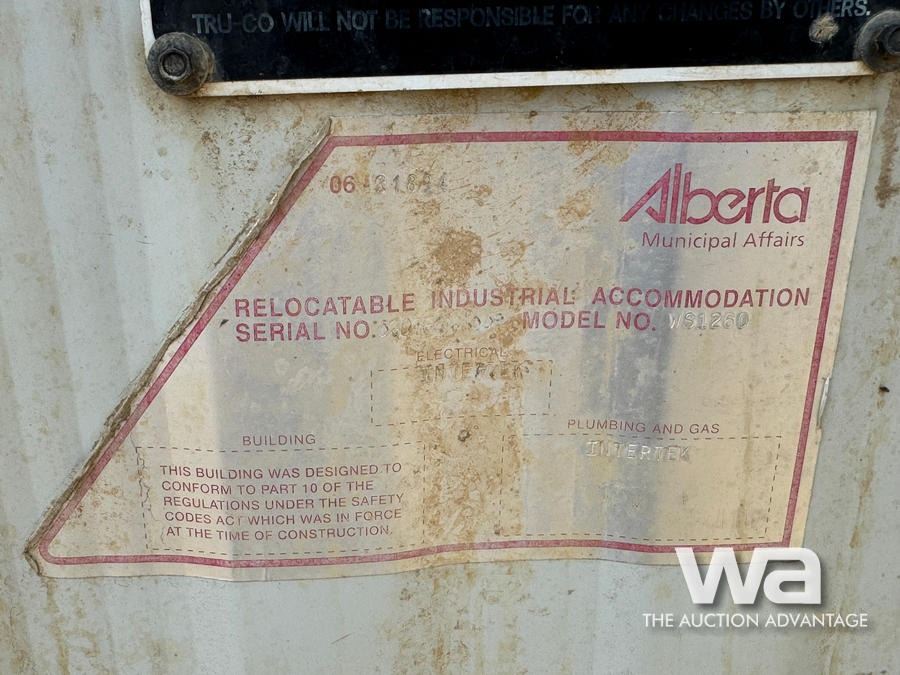 TRU-CO WILL NOT BE RESPONSIBLE FOR ANY CHANGES BY OTHERS.
06
Alberta
Municipal Affairs
RELOCATABLE INDUSTRIAL ACCOMMODATION
SERIAL NO. MODEL NO. WS1260
ELECTRICAL
INTERTEK
BUILDING
PLUMBING AND GAS
INTERTEK
THIS BUILDING WAS DESIGNED TO
CONFORM TO PART 10 OF THE
REGULATIONS UNDER THE SAFETY
CODES ACT WHICH WAS IN FORCE
AT THE TIME OF CONSTRUCTION.
wa
THE AUCTION ADVANTAGE